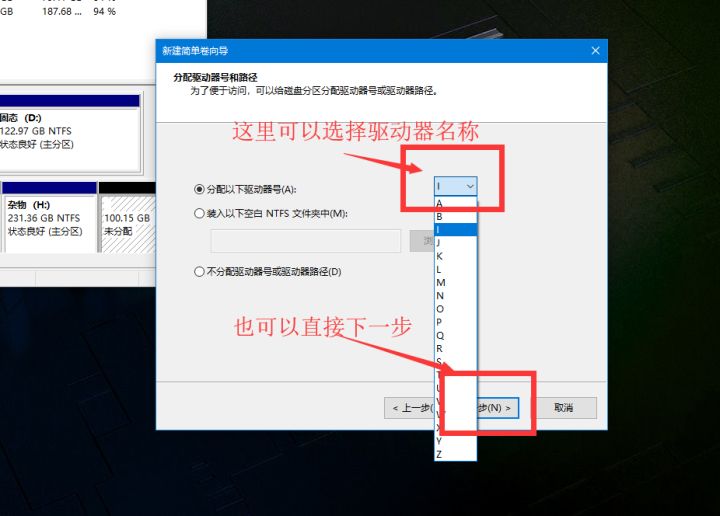 GB
187.68 ...
94 %
新建简单卷向导
分配驱动器号和路径
为了便于访问，可以给磁盘分区分配驱动器号或驱动器路径。
固态 (D:)
122.97 GB NTFS
状态良好 (主分区)
这里可以选择驱动器名称
分配以下驱动器号(A):
I
装入以下空白 NTFS 文件夹中(M):
不分配驱动器号或驱动器路径(D)
杂物 (H:)
231.36 GB NTFS
状态良好 (主分区)
100.15 GB
未分配
A
B
I
J
K
L
M
N
O
P
Q
R
S
T
U
V
W
X
Y
Z
也可以直接下一步
< 上一步(
步(N) >
取消